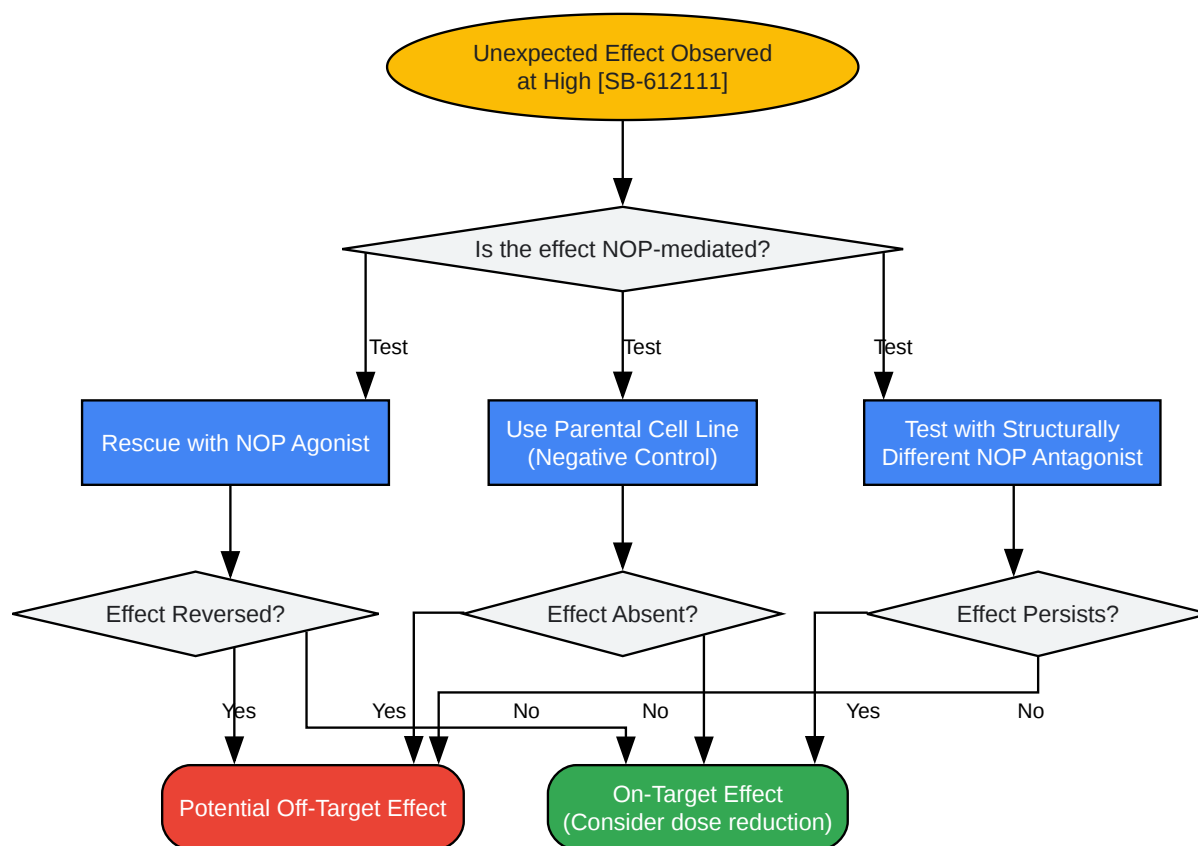 Unexpected Effect Observed
at High [SB-612111]
Is the effect NOP-mediated?
Test
Test
Test
Rescue with NOP Agonist
Use Parental Cell Line
(Negative Control)
Test with Structurally
Different NOP Antagonist
Effect Reversed?
Effect Absent?
Effect Persists?
Yes
Yes
No
No
Yes
No
Potential Off-Target Effect
On-Target Effect
(Consider dose reduction)